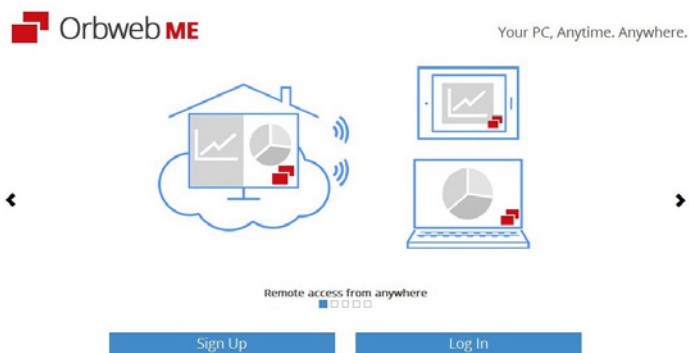 Orbweb ME
Your PC, Anytime. Anywhere.
Remote access from anywhere
Sign Up
Log In